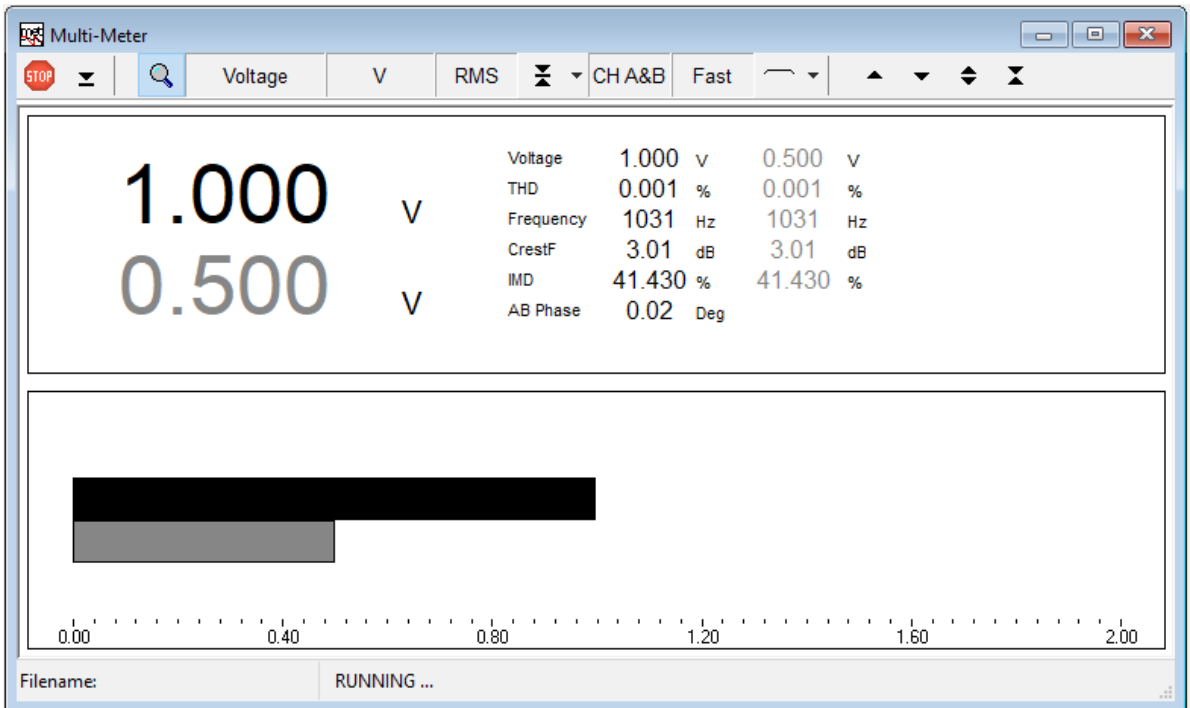 Multi-Meter
STOP Voltage V RMS CH A&B Fast
1.000 V
0.500 V
Voltage 1.000 V 0.500 V
THD 0.001 % 0.001 %
Frequency 1031 Hz 1031 Hz
CrestF 3.01 dB 3.01 dB
IMD 41.430 % 41.430 %
AB Phase 0.02 Deg
0.00 0.40 0.80 1.20 1.60 2.00
Filename: RUNNING ...